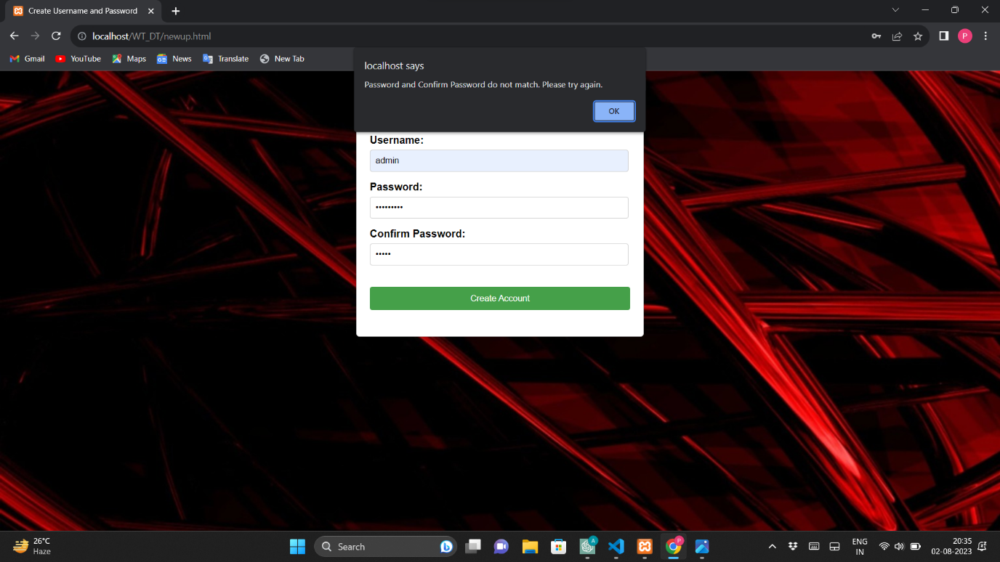 Create Username and Password
localhost/WT_DT/newup.html
P
Gmail YouTube Maps News Translate New Tab
localhost says
Password and Confirm Password do not match. Please try again.
OK
Username:
admin
Password:
•••••••••
Confirm Password:
•••••
Create Account
26°C
Haze
Search
A
P
ENG
IN
20:35
02-08-2023